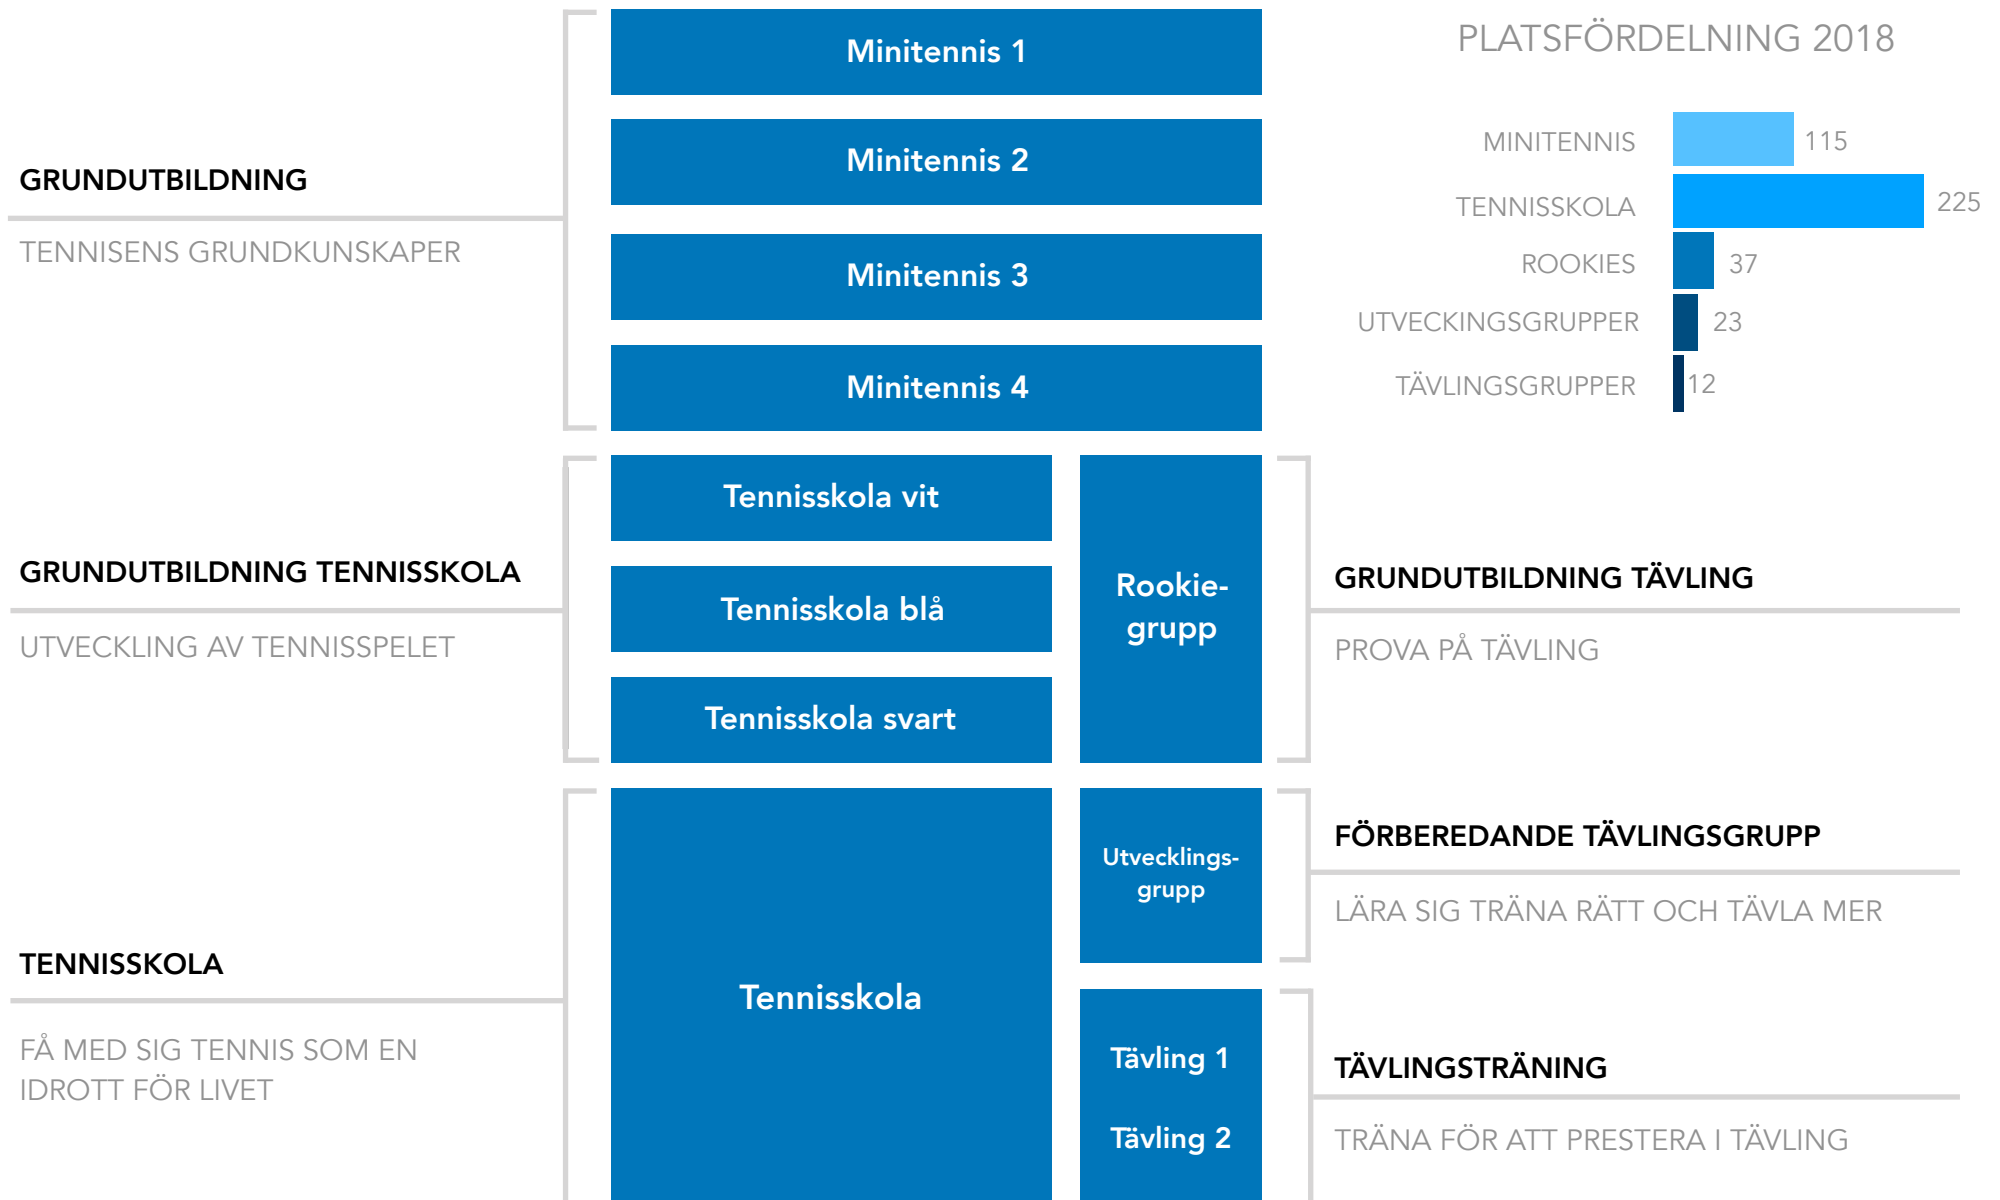 Minitennis 1
Minitennis 2
Minitennis 3
Minitennis 4
GRUNDUTBILDNING
TENNISENS GRUNDKUNSKAPER
PLATSFÖRDELNING 2018
MINITENNIS 115
TENNISSKOLA 225
ROOKIES 37
UTVECKINGSGRUPPER 23
TÄVLINGSGRUPPER 12
GRUNDUTBILDNING TENNISSKOLA
UTVECKLING AV TENNISSPELET
Tennisskola vit
Tennisskola blå
Tennisskola svart
Rookie-
grupp
GRUNDUTBILDNING TÄVLING
PROVA PÅ TÄVLING
TENNISSKOLA
FÅ MED SIG TENNIS SOM EN
IDROTT FÖR LIVET
Tennisskola
Utvecklings-
grupp
FÖRBEREDANDE TÄVLINGSGRUPP
LÄRA SIG TRÄNA RÄTT OCH TÄVLA MER
Tävling 1
Tävling 2
TÄVLINGSTRÄNING
TRÄNA FÖR ATT PRESTERA I TÄVLING